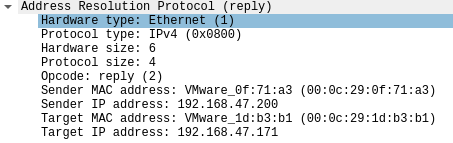 Address Resolution Protocol (reply)
Hardware type: Ethernet (1)
Protocol type: IPv4 (0x0800)
Hardware size: 6
Protocol size: 4
Opcode: reply (2)
Sender MAC address: VMware_0f:71:a3 (00:0c:29:0f:71:a3)
Sender IP address: 192.168.47.200
Target MAC address: VMware_1d:b3:b1 (00:0c:29:1d:b3:b1)
Target IP address: 192.168.47.171